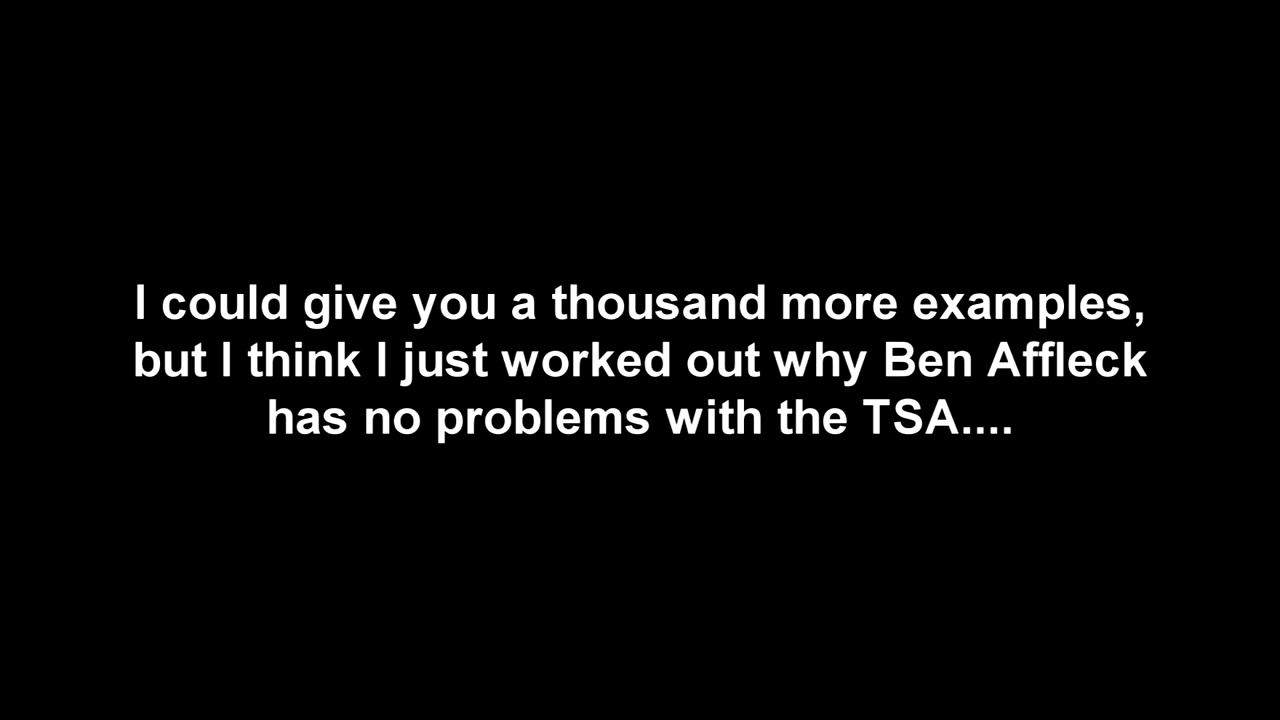 I could give you a thousand more examples,
but I think I just worked out why Ben Affleck
has no problems with the TSA....